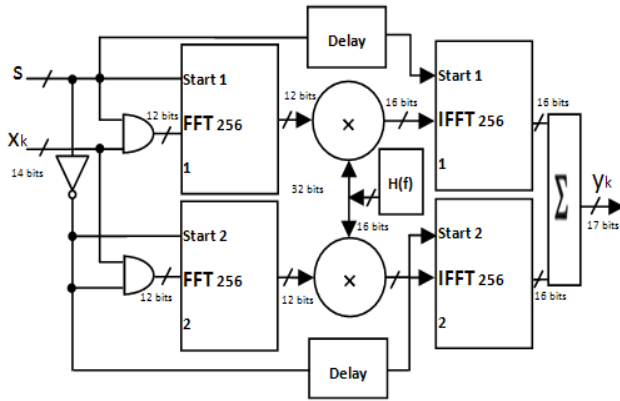 Delay
S
Start 1
Start 1
12 bits
12 bits
16 bits
16 bits
FFT 256
×
IFFT 256
Xk
14 bits
1
1
32 bits
H(f)
Σ
yk
17 bits
16 bits
Start 2
Start 2
FFT 256
×
IFFT 256
12 bits
12 bits
16 bits
2
2
Delay